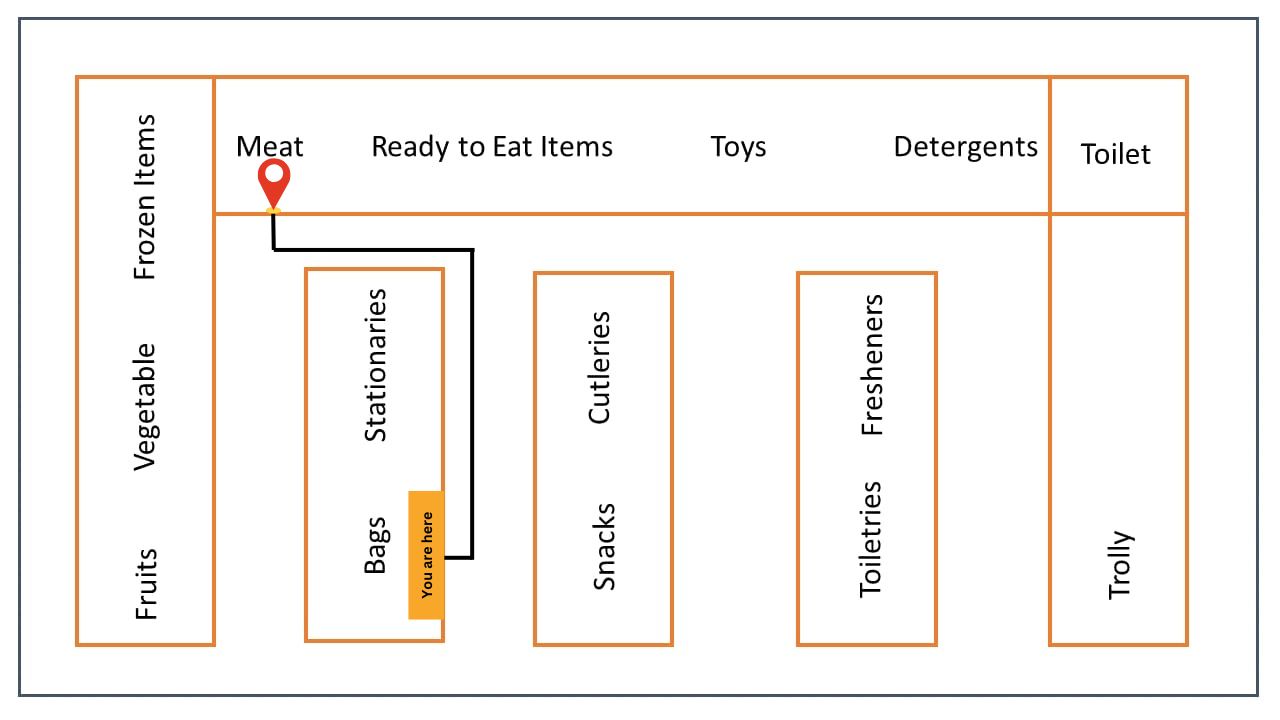 Meat
Ready to Eat Items
Toys
Detergents
Toilet
Frozen Items
Vegetable
Fruits
Stationaries
Bags
You are here
Cutleries
Snacks
Fresheners
Toiletries
Trolly